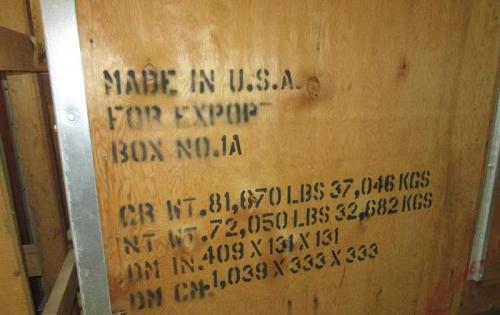 MADE IN U.S.A.
FOR EXPORT
BOX NO.1A
GR WT. 81,670 LBS 37,046 KGS
NT WT. 72,050 LBS 32,682 KGS
DM IN. 409 X 131 X 131
DM CM. 1,039 X 333 X 333